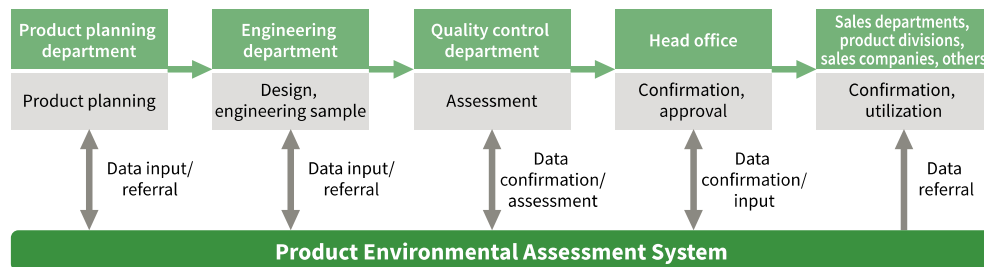 Product planning
department
Engineering
department
Quality control
department
Head office
Sales departments,
product divisions,
sales companies, others
Product planning
Design,
engineering sample
Assessment
Confirmation,
approval
Confirmation,
utilization
Data input/
referral
Data input/
referral
Data
confirmation/
assessment
Data
confirmation/
input
Data
referral
Product Environmental Assessment System